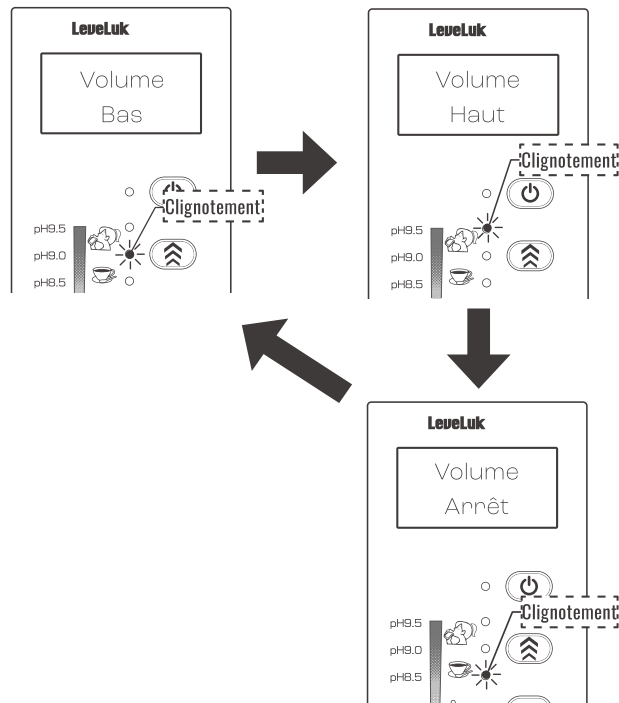 LeveLuk
Volume
Bas
Clignotement
pH9.5
pH9.0
pH8.5
LeveLuk
Volume
Haut
Clignotement
pH9.5
pH9.0
pH8.5
LeveLuk
Volume
Arrêt
Clignotement
pH9.5
pH9.0
pH8.5